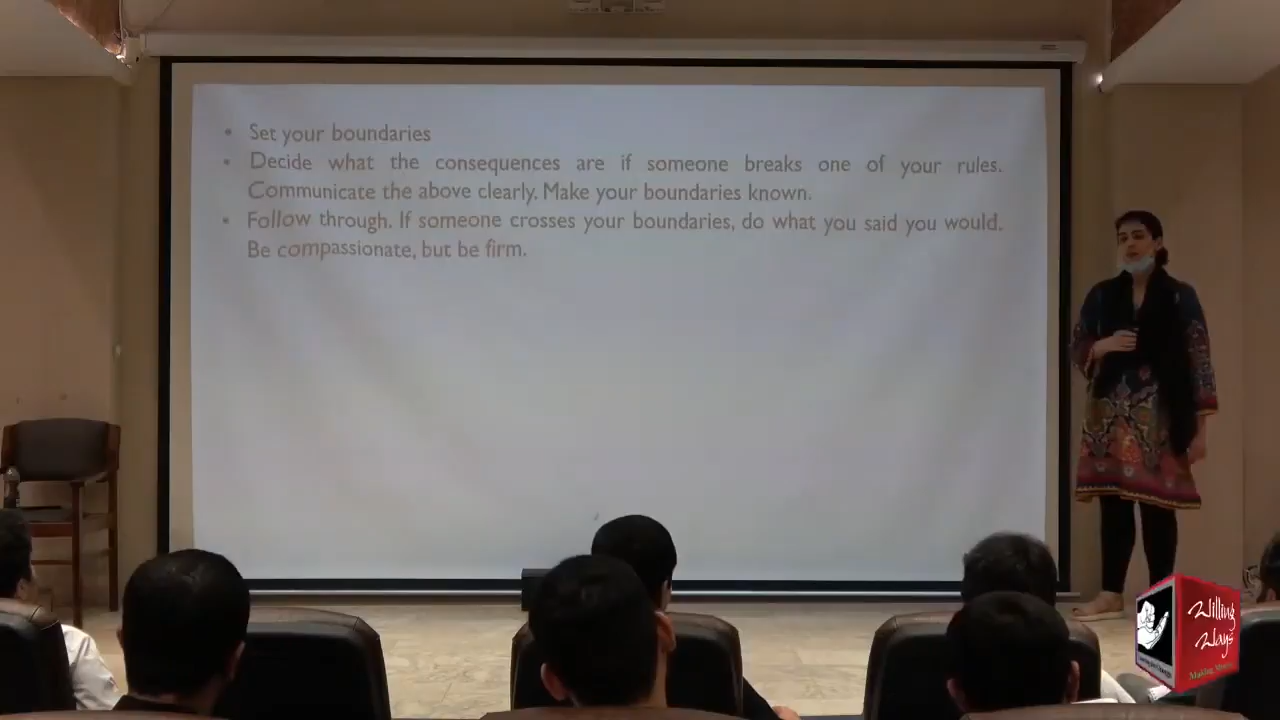 • Set your boundaries
• Decide what the consequences are if someone breaks one of your rules.
Communicate the above clearly. Make your boundaries known.
• Follow through. If someone crosses your boundaries, do what you said you would.
Be compassionate, but be firm.
Willing
Ways